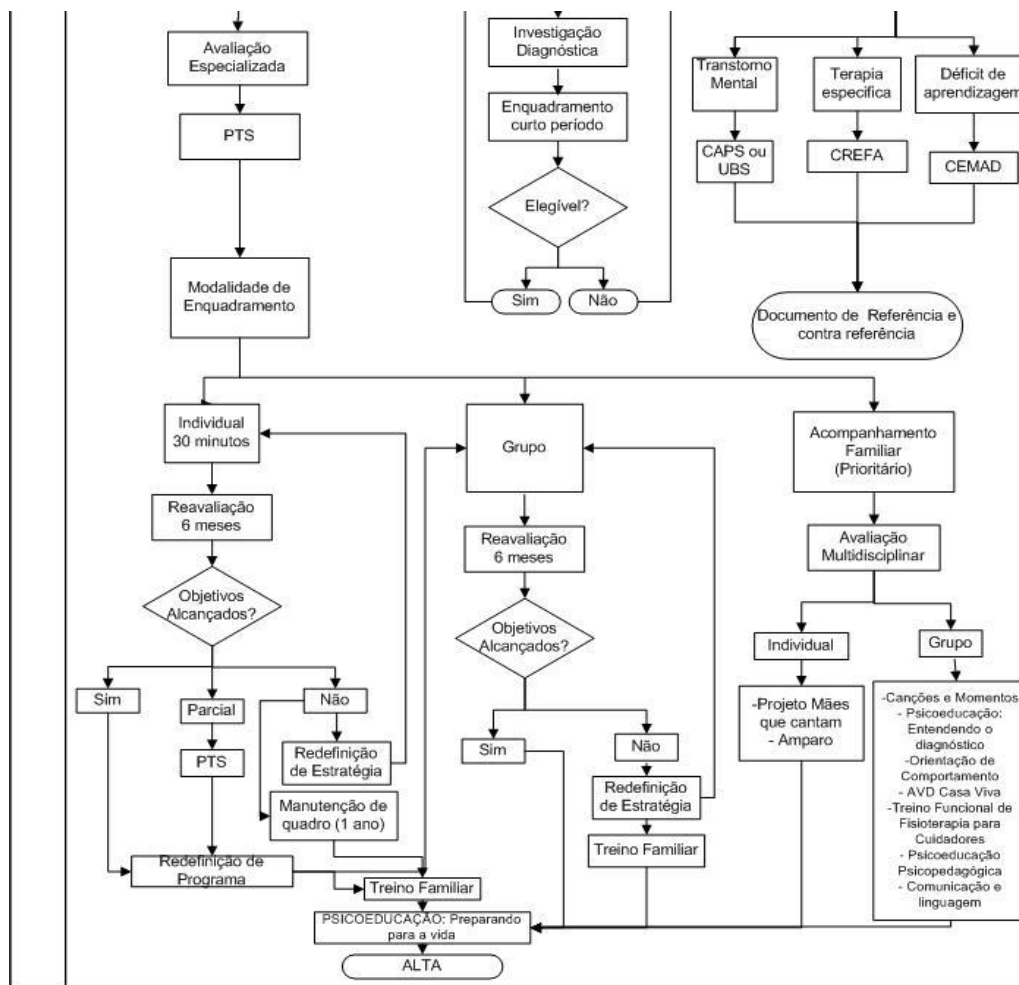 Avaliação
Especializada
PTS
Modalidade de
Enquadramento
Investigação
Diagnóstica
Enquadramento
curto período
Elegível?
Sim
Não
Transtorno
Mental
Terapia
especifica
Déficit de
aprendizagem
CAPS ou
UBS
CREFA
CEMAD
Documento de Referência e
contra referência
Individual
30 minutos
Reavaliação
6 meses
Objetivos
Alcançados?
Sim
Parcial
Não
PTS
Redefinição
de Estratégia
Manutenção de
quadro (1 ano)
Redefinição de
Programa
Treino Familiar
Grupo
Reavaliação
6 meses
Objetivos
Alcançados?
Sim
Não
Redefinição
de Estratégia
Treino Familiar
Acompanhamento
Familiar
(Prioritário)
Avaliação
Multidisciplinar
Individual
Grupo
-Projeto Mães
que cantam
- Amparo
-Canções e Momentos
- Psicoeducação:
Entendendo o
diagnóstico
-Orientação de
Comportamento
- AVD Casa Viva
-Treino Funcional de
Fisioterapia para
Cuidadores
- Psicoeducação
Psicopedagógica
- Comunicação e
linguagem
PSICOEDUCAÇÃO: Preparando
para a vida
ALTA